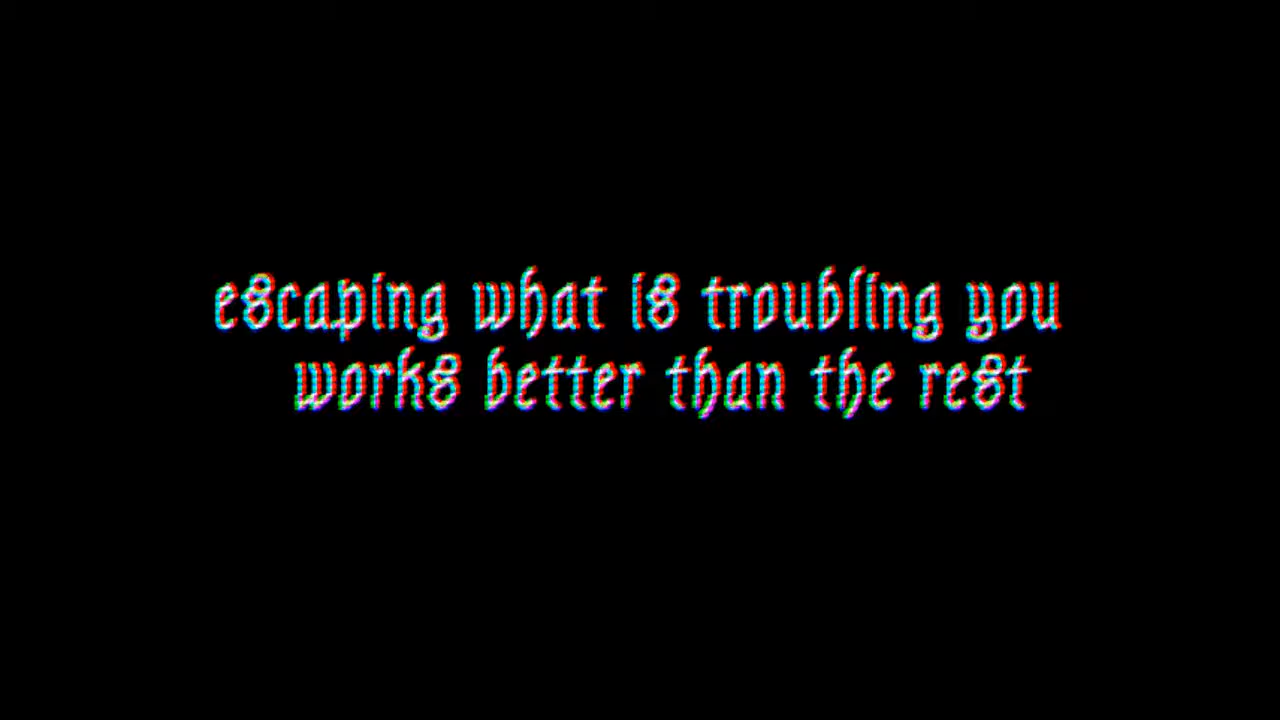 escaping what is troubling you
works better than the rest